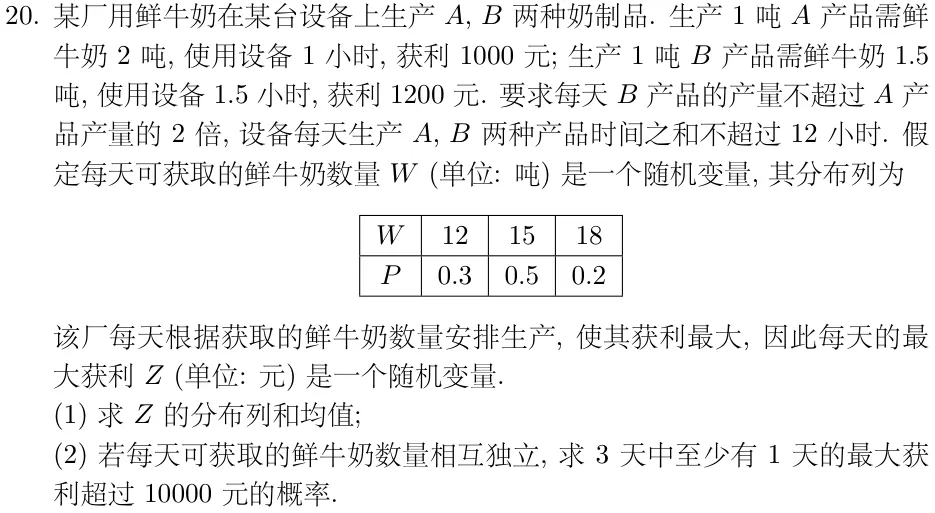 20. 某厂用鲜牛奶在某台设备上生产 A, B 两种奶制品. 生产 1 吨 A 产品需鲜
牛奶 2 吨, 使用设备 1 小时, 获利 1000 元; 生产 1 吨 B 产品需鲜牛奶 1.5
吨, 使用设备 1.5 小时, 获利 1200 元. 要求每天 B 产品的产量不超过 A 产
品产量的 2 倍, 设备每天生产 A, B 两种产品时间之和不超过 12 小时. 假
定每天可获取的鲜牛奶数量 W (单位: 吨) 是一个随机变量, 其分布列为
W 12 15 18
P 0.3 0.5 0.2
该厂每天根据获取的鲜牛奶数量安排生产, 使其获利最大, 因此每天的最
大获利 Z (单位: 元) 是一个随机变量.
(1) 求 Z 的分布列和均值;
(2) 若每天可获取的鲜牛奶数量相互独立, 求 3 天中至少有 1 天的最大获
利超过 10000 元的概率.